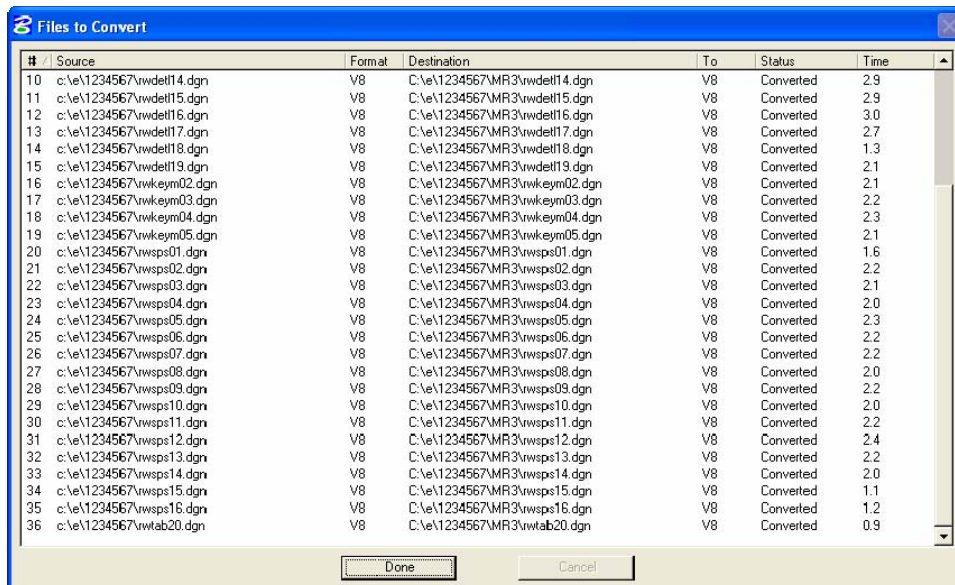 Files to Convert
# / Source Format Destination To Status Time
10 c:\e\1234567\rwdetl14.dgn V8 C:\e\1234567\MR3\rwdetl14.dgn V8 Converted 2.9
11 c:\e\1234567\rwdetl15.dgn V8 C:\e\1234567\MR3\rwdetl15.dgn V8 Converted 2.9
12 c:\e\1234567\rwdetl16.dgn V8 C:\e\1234567\MR3\rwdetl16.dgn V8 Converted 3.0
13 c:\e\1234567\rwdetl17.dgn V8 C:\e\1234567\MR3\rwdetl17.dgn V8 Converted 2.7
14 c:\e\1234567\rwdetl18.dgn V8 C:\e\1234567\MR3\rwdetl18.dgn V8 Converted 1.3
15 c:\e\1234567\rwdetl19.dgn V8 C:\e\1234567\MR3\rwdetl19.dgn V8 Converted 2.1
16 c:\e\1234567\rwkeym02.dgn V8 C:\e\1234567\MR3\rwkeym02.dgn V8 Converted 2.1
17 c:\e\1234567\rwkeym03.dgn V8 C:\e\1234567\MR3\rwkeym03.dgn V8 Converted 2.2
18 c:\e\1234567\rwkeym04.dgn V8 C:\e\1234567\MR3\rwkeym04.dgn V8 Converted 2.3
19 c:\e\1234567\rwkeym05.dgn V8 C:\e\1234567\MR3\rwkeym05.dgn V8 Converted 2.1
20 c:\e\1234567\rwsps01.dgn V8 C:\e\1234567\MR3\rwsps01.dgn V8 Converted 1.6
21 c:\e\1234567\rwsps02.dgn V8 C:\e\1234567\MR3\rwsps02.dgn V8 Converted 2.2
22 c:\e\1234567\rwsps03.dgn V8 C:\e\1234567\MR3\rwsps03.dgn V8 Converted 2.1
23 c:\e\1234567\rwsps04.dgn V8 C:\e\1234567\MR3\rwsps04.dgn V8 Converted 2.0
24 c:\e\1234567\rwsps05.dgn V8 C:\e\1234567\MR3\rwsps05.dgn V8 Converted 2.3
25 c:\e\1234567\rwsps06.dgn V8 C:\e\1234567\MR3\rwsps06.dgn V8 Converted 2.2
26 c:\e\1234567\rwsps07.dgn V8 C:\e\1234567\MR3\rwsps07.dgn V8 Converted 2.2
27 c:\e\1234567\rwsps08.dgn V8 C:\e\1234567\MR3\rwsps08.dgn V8 Converted 2.0
28 c:\e\1234567\rwsps09.dgn V8 C:\e\1234567\MR3\rwsps09.dgn V8 Converted 2.2
29 c:\e\1234567\rwsps10.dgn V8 C:\e\1234567\MR3\rwsps10.dgn V8 Converted 2.0
30 c:\e\1234567\rwsps11.dgn V8 C:\e\1234567\MR3\rwsps11.dgn V8 Converted 2.2
31 c:\e\1234567\rwsps12.dgn V8 C:\e\1234567\MR3\rwsps12.dgn V8 Converted 2.4
32 c:\e\1234567\rwsps13.dgn V8 C:\e\1234567\MR3\rwsps13.dgn V8 Converted 2.2
33 c:\e\1234567\rwsps14.dgn V8 C:\e\1234567\MR3\rwsps14.dgn V8 Converted 2.0
34 c:\e\1234567\rwsps15.dgn V8 C:\e\1234567\MR3\rwsps15.dgn V8 Converted 1.1
35 c:\e\1234567\rwsps16.dgn V8 C:\e\1234567\MR3\rwsps16.dgn V8 Converted 1.2
36 c:\e\1234567\rwtab20.dgn V8 C:\e\1234567\MR3\rwtab20.dgn V8 Converted 0.9
Done Cancel